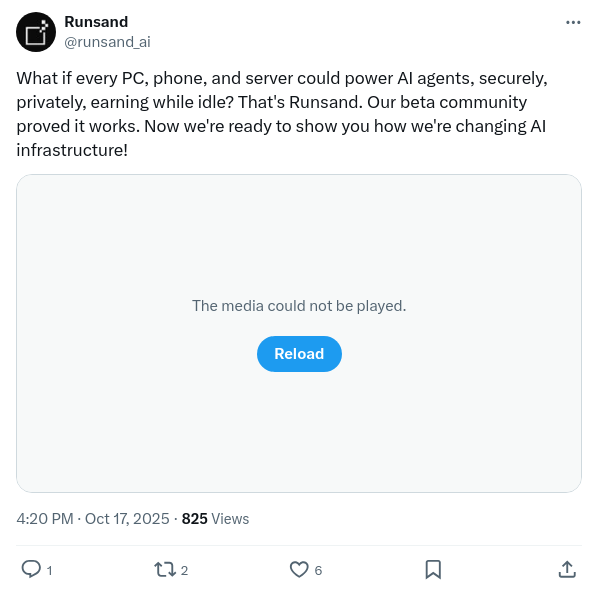 Runsand
@runsand_ai
What if every PC, phone, and server could power AI agents, securely,
privately, earning while idle? That's Runsand. Our beta community
proved it works. Now we're ready to show you how we're changing AI
infrastructure!
The media could not be played.
Reload
4:20 PM · Oct 17, 2025 · 825 Views
1 2 6